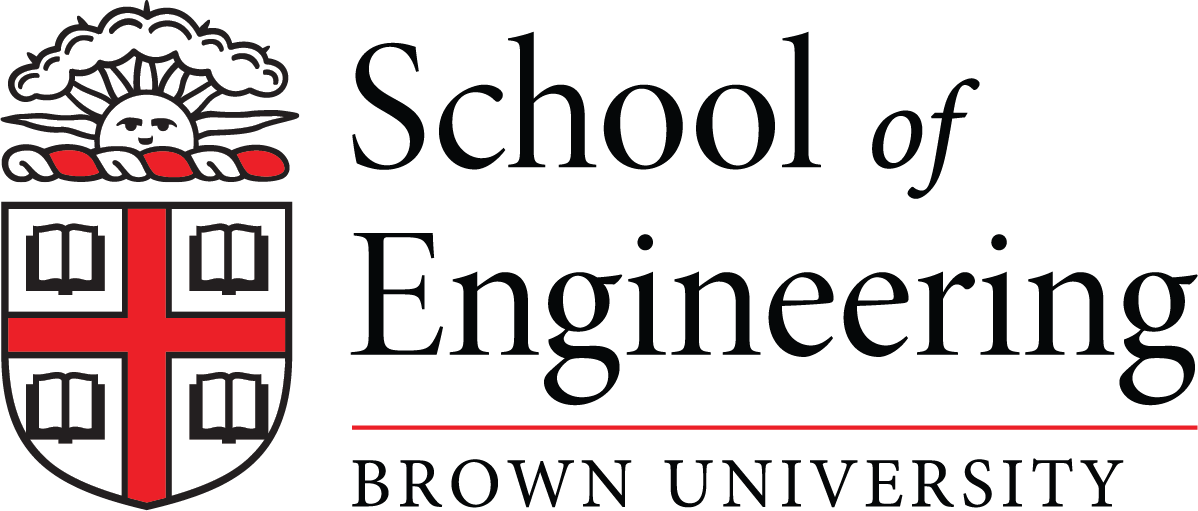 School of
Engineering
BROWN UNIVERSITY